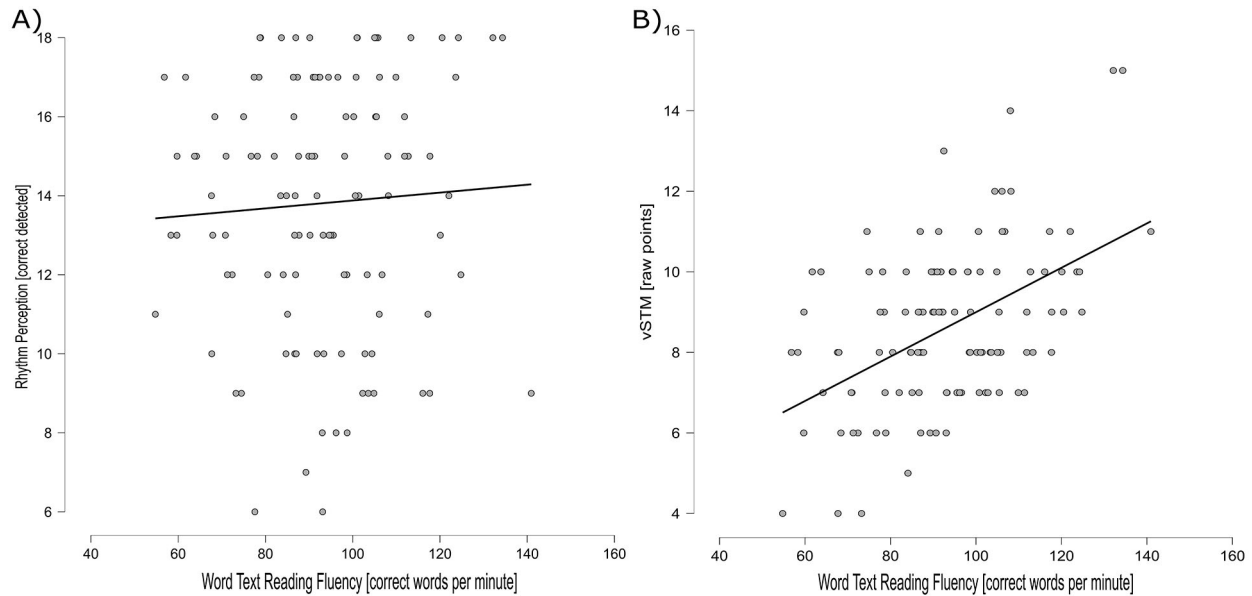 A)
18
16
14
12
10
8
6
Rhythm Perception [correct detected]
40 60 80 100 120 140 160
Word Text Reading Fluency [correct words per minute]
B)
16
14
12
10
8
6
4
vSTM [raw points]
40 60 80 100 120 140 160
Word Text Reading Fluency [correct words per minute]